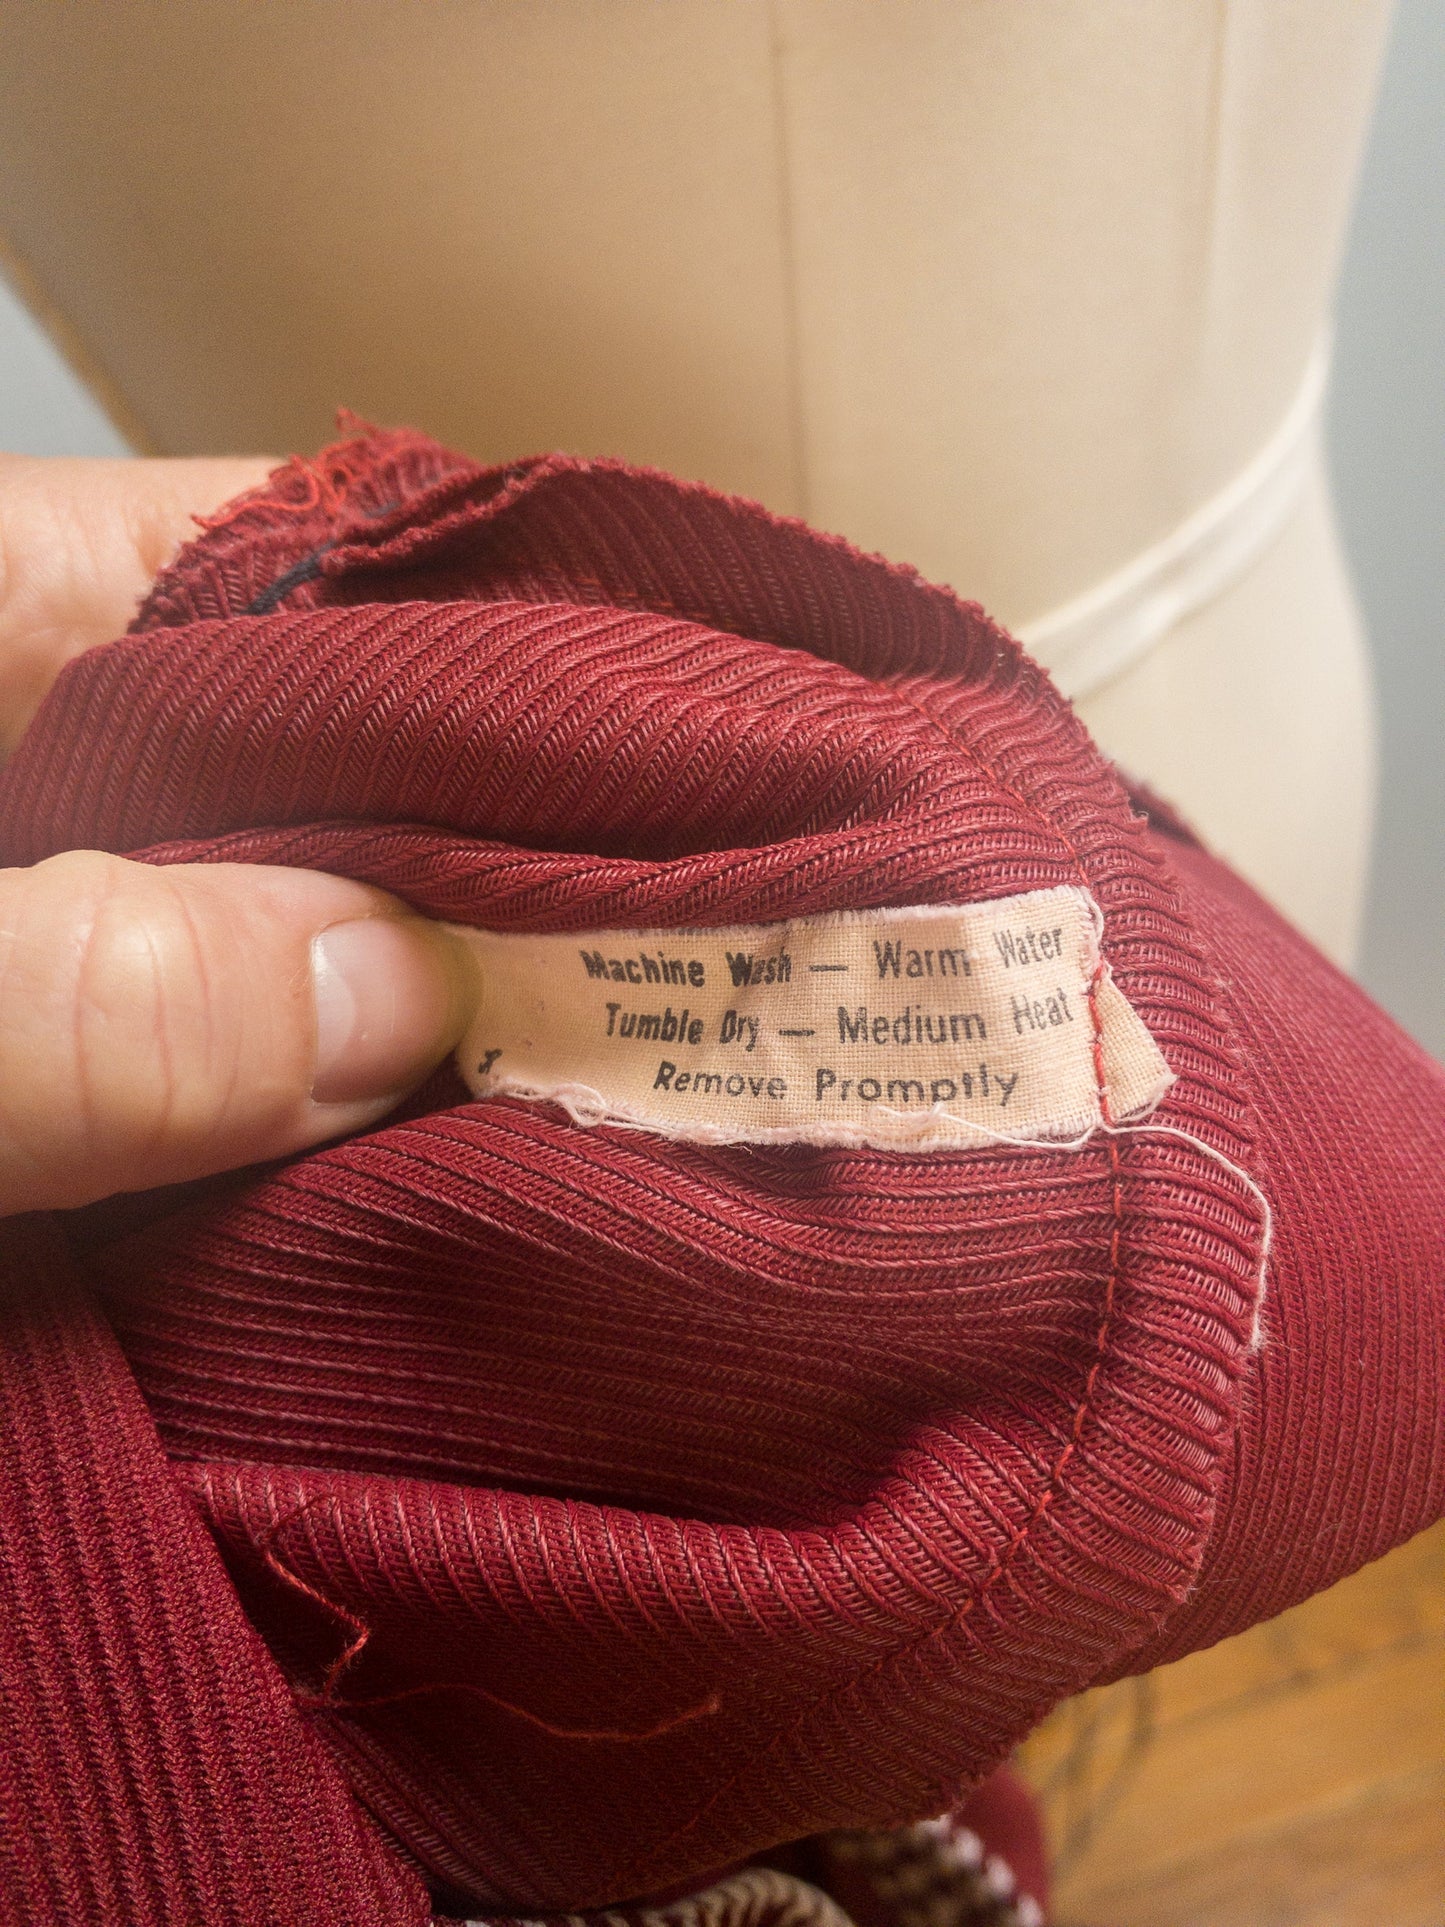 Machine Wash — Warm Water
Tumble Dry — Medium Heat
Remove Promptly